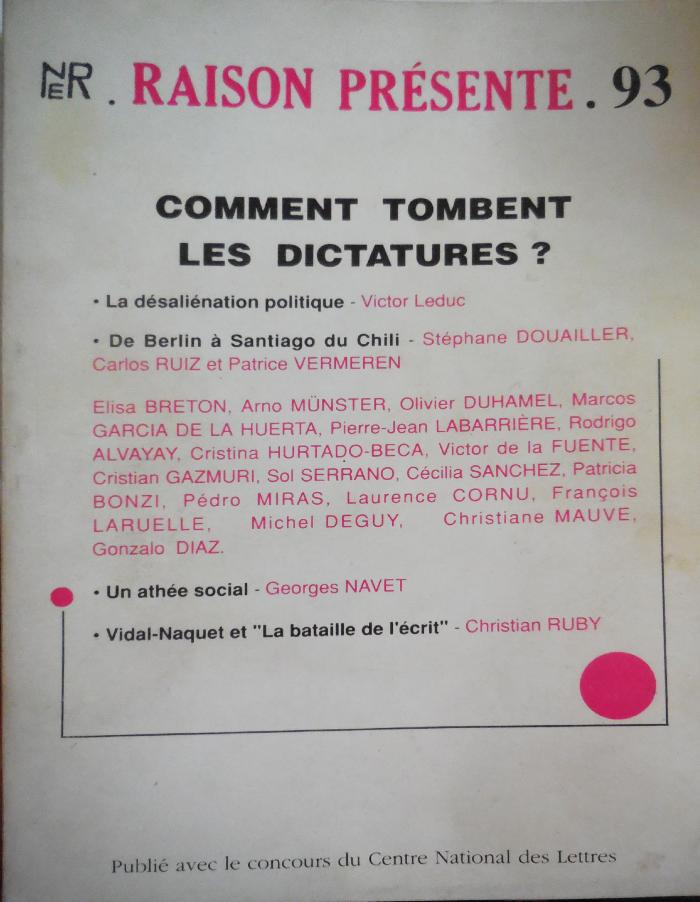 NER . RAISON PRÉSENTE . 93
COMMENT TOMBENT
LES DICTATURES ?
• La désaliénation politique - Victor Leduc
• De Berlin à Santiago du Chili - Stéphane DOUAILLER,
Carlos RUIZ et Patrice VERMEREN
Elisa BRETON, Arno MÜNSTER, Olivier DUHAMEL, Marcos
GARCIA DE LA HUERTA, Pierre-Jean LABARRIÈRE, Rodrigo
ALVAYAY, Cristina HURTADO-BECA, Victor de la FUENTE,
Cristian GAZMURI, Sol SERRANO, Cécilia SANCHEZ, Patricia
BONZI, Pédro MIRAS, Laurence CORNU, François
LARUELLE, Michel DEGUY, Christiane MAUVE,
Gonzalo DIAZ.
• Un athée social - Georges NAVET
• Vidal-Naquet et "La bataille de l'écrit" - Christian RUBY
Publié avec le concours du Centre National des Lettres